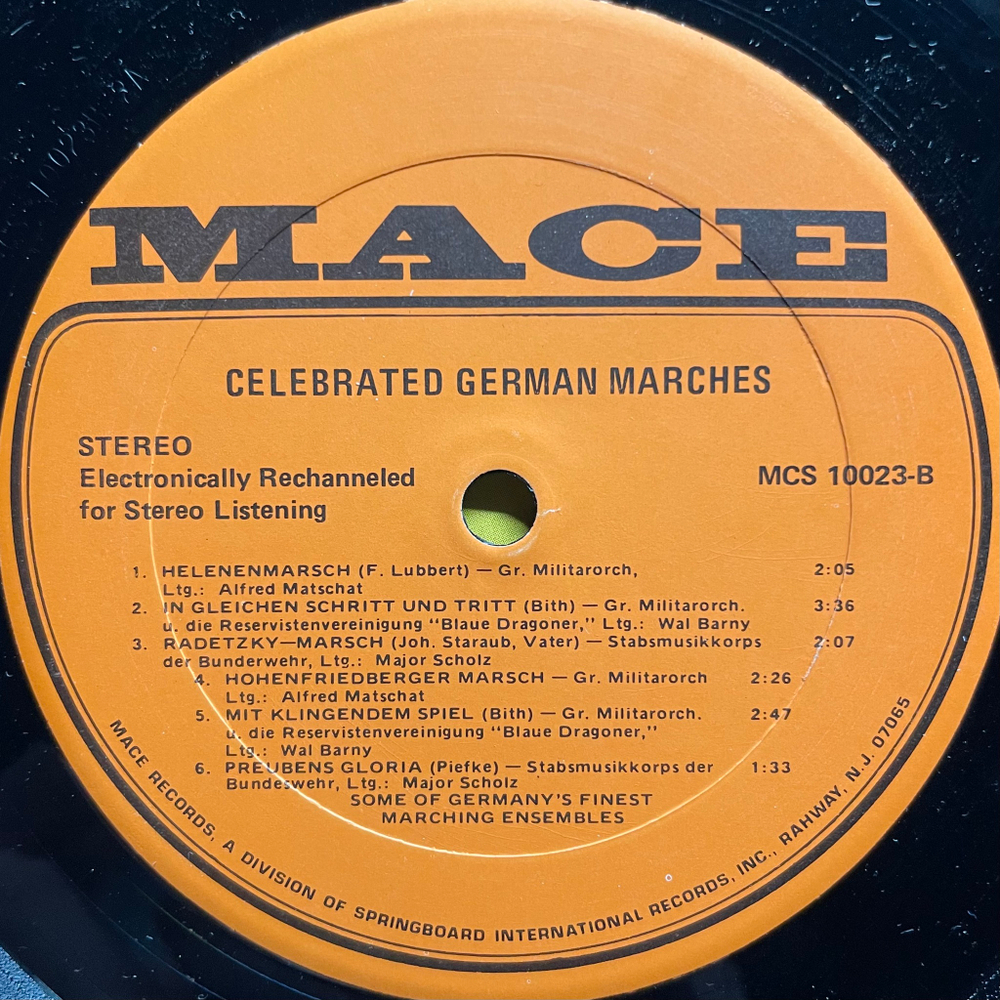 MACE
CELEBRATED GERMAN MARCHES
STEREO
Electronically Rechanneled
for Stereo Listening
MCS 10023-B
1. HELENENMARSCH (F. Lubbert) — Gr. Militarorch, 2:05
Ltg.: Alfred Matschat
2. IN GLEICHEN SCHRITT UND TRITT (Bith) — Gr. Militarorch. 3:36
u. die Reservistenvereinigung "Blaue Dragoner," Ltg.: Wal Barny
3. RADETZKY—MARSCH (Joh. Staraub, Vater) — Stabsmusikkorps 2:07
der Bunderwehr, Ltg.: Major Scholz
4. HOHENFRIEDBERGER MARSCH — Gr. Militarorch 2:26
Ltg.: Alfred Matschat
5. MIT KLINGENDEM SPIEL (Bith) — Gr. Militarorch. 2:47
u. die Reservistenvereinigung "Blaue Dragoner,"
Ltg.: Wal Barny
6. PREUBENS GLORIA (Piefke) — Stabsmusikkorps der 1:33
Bundeswehr, Ltg.: Major Scholz
SOME OF GERMANY'S FINEST
MARCHING ENSEMBLES
MACE RECORDS, A DIVISION OF SPRINGBOARD INTERNATIONAL RECORDS, INC., RAHWAY, N.J. 07065